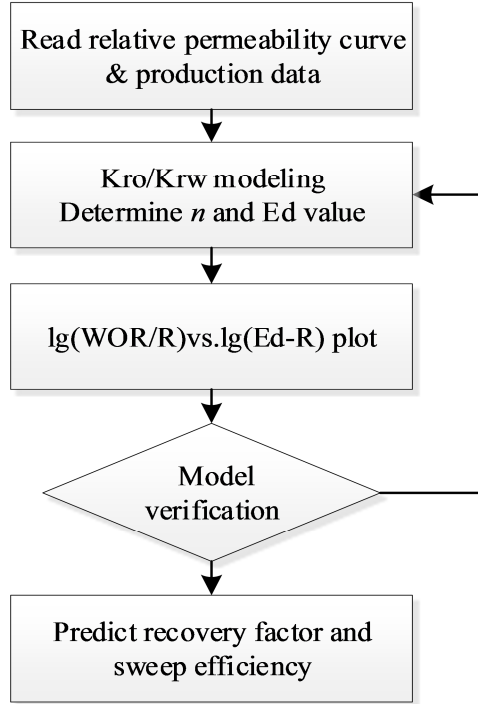 Read relative permeability curve
& production data
Kro/Krw modeling
Determine n and Ed value
lg(WOR/R)vs.lg(Ed-R) plot
Model
verification
Predict recovery factor and
sweep efficiency